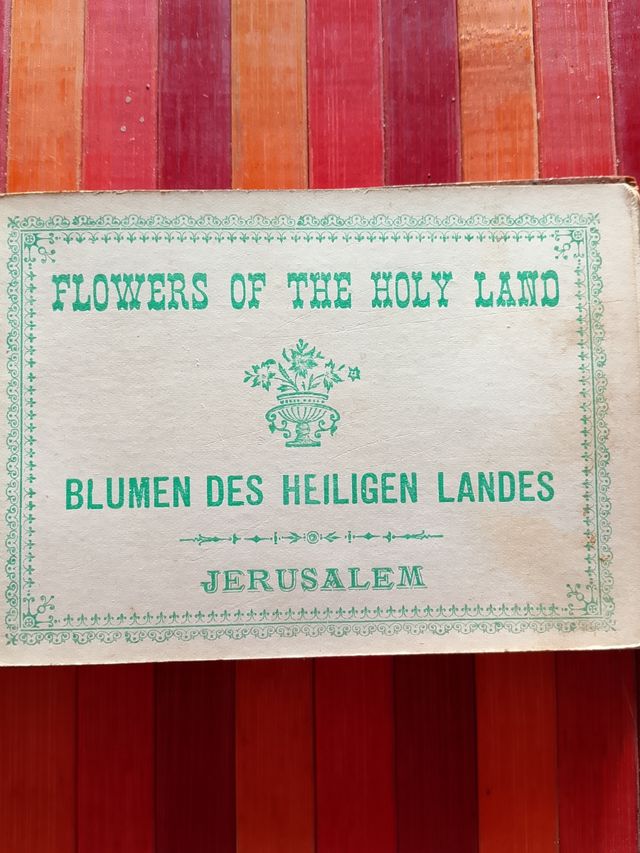 FLOWERS OF THE HOLY LAND
BLUMEN DES HEILIGEN LANDES
JERUSALEM